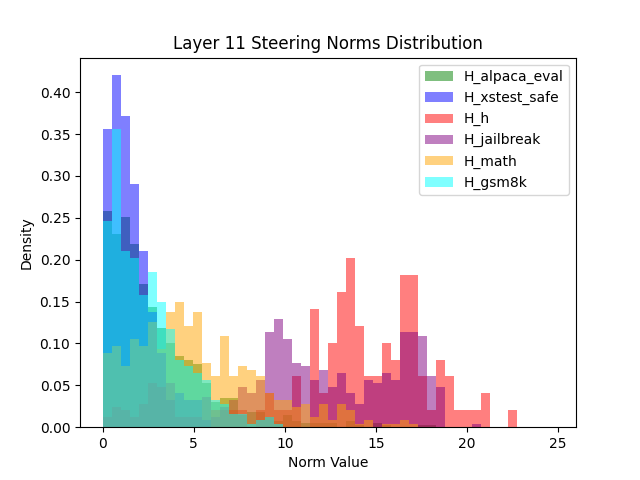 Layer 11 Steering Norms Distribution
H_alpaca_eval
H_xstest_safe
H_h
H_jailbreak
H_math
H_gsm8k
Density
0.40
0.35
0.30
0.25
0.20
0.15
0.10
0.05
0.00
0 5 10 15 20 25
Norm Value